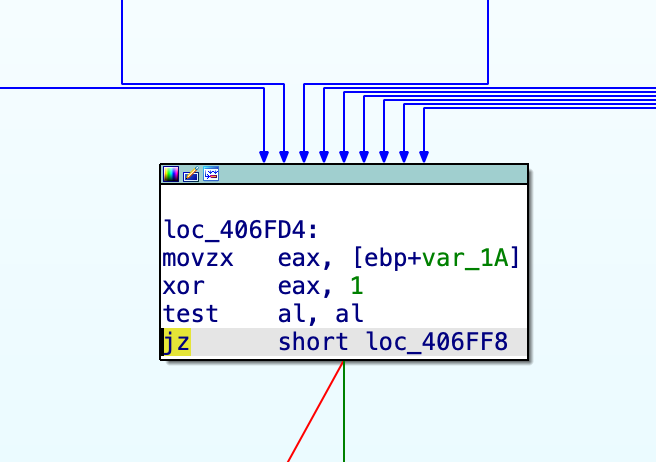 loc_406FD4:
movzx eax, [ebp+var_1A]
xor eax, 1
test al, al
jz short loc_406FF8